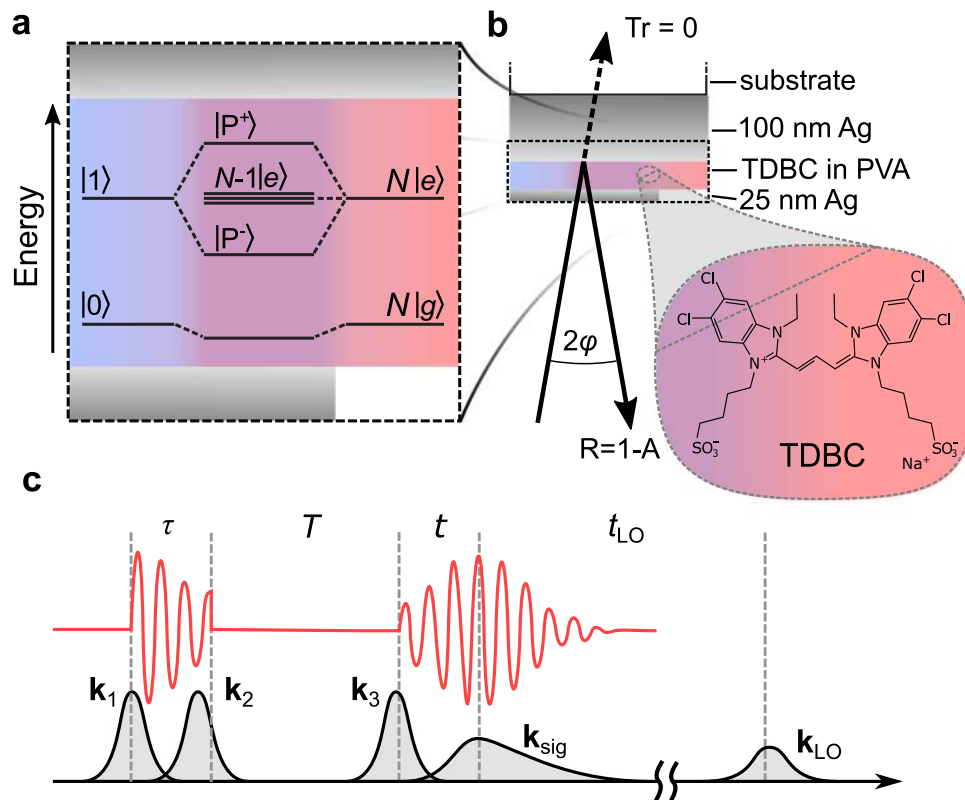 a
Energy
|1⟩
|0⟩
|P⁺⟩
N-1|e⟩
|P⁻⟩
N|e⟩
N|g⟩
b
Tr = 0
substrate
100 nm Ag
TDBC in PVA
25 nm Ag
2φ
R=1-A
Cl
Cl
Cl
Cl
N
N
N⁺
N
SO₃⁻
SO₃⁻
Na⁺
TDBC
c
τ
T
t
t_LO
k₁
k₂
k₃
k_sig
k_LO